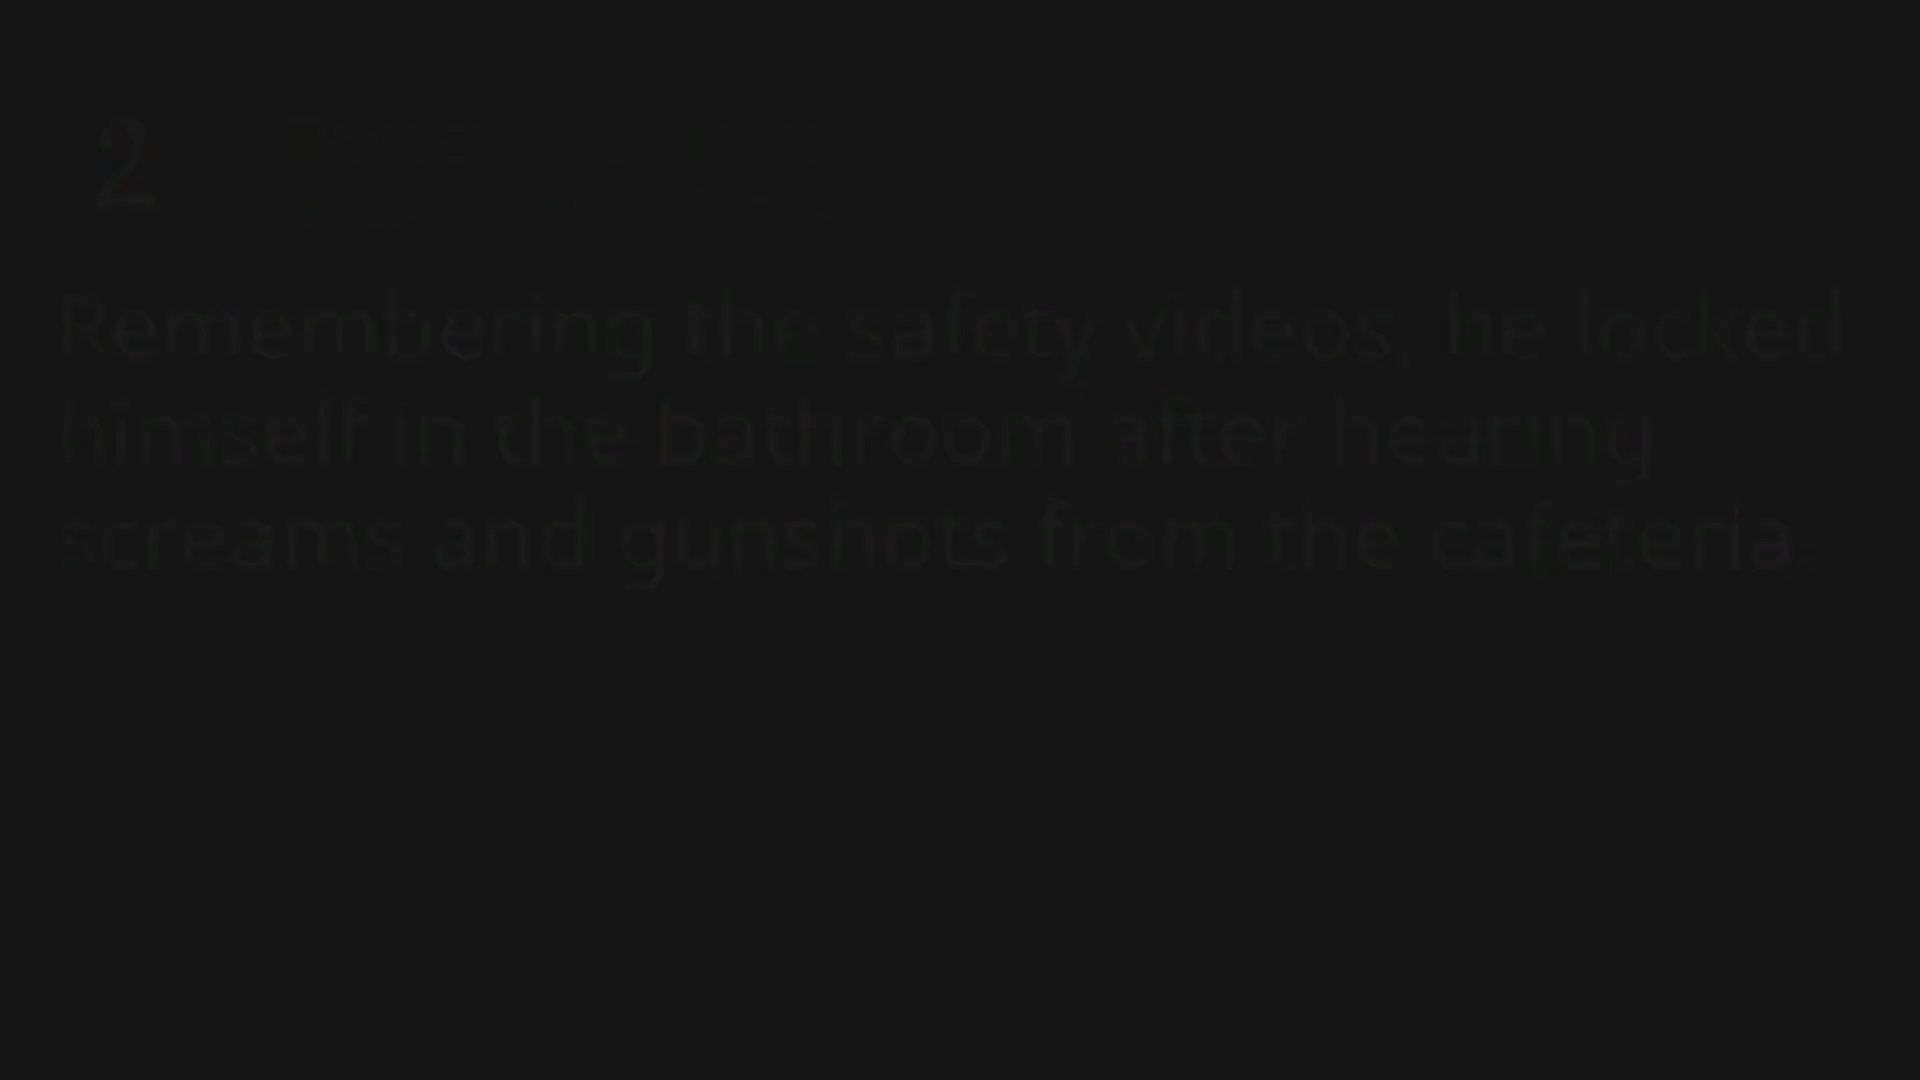 2
Remembering the safety videos, he locked
himself in the bathroom after hearing
screams and gunshots from the cafeteria.